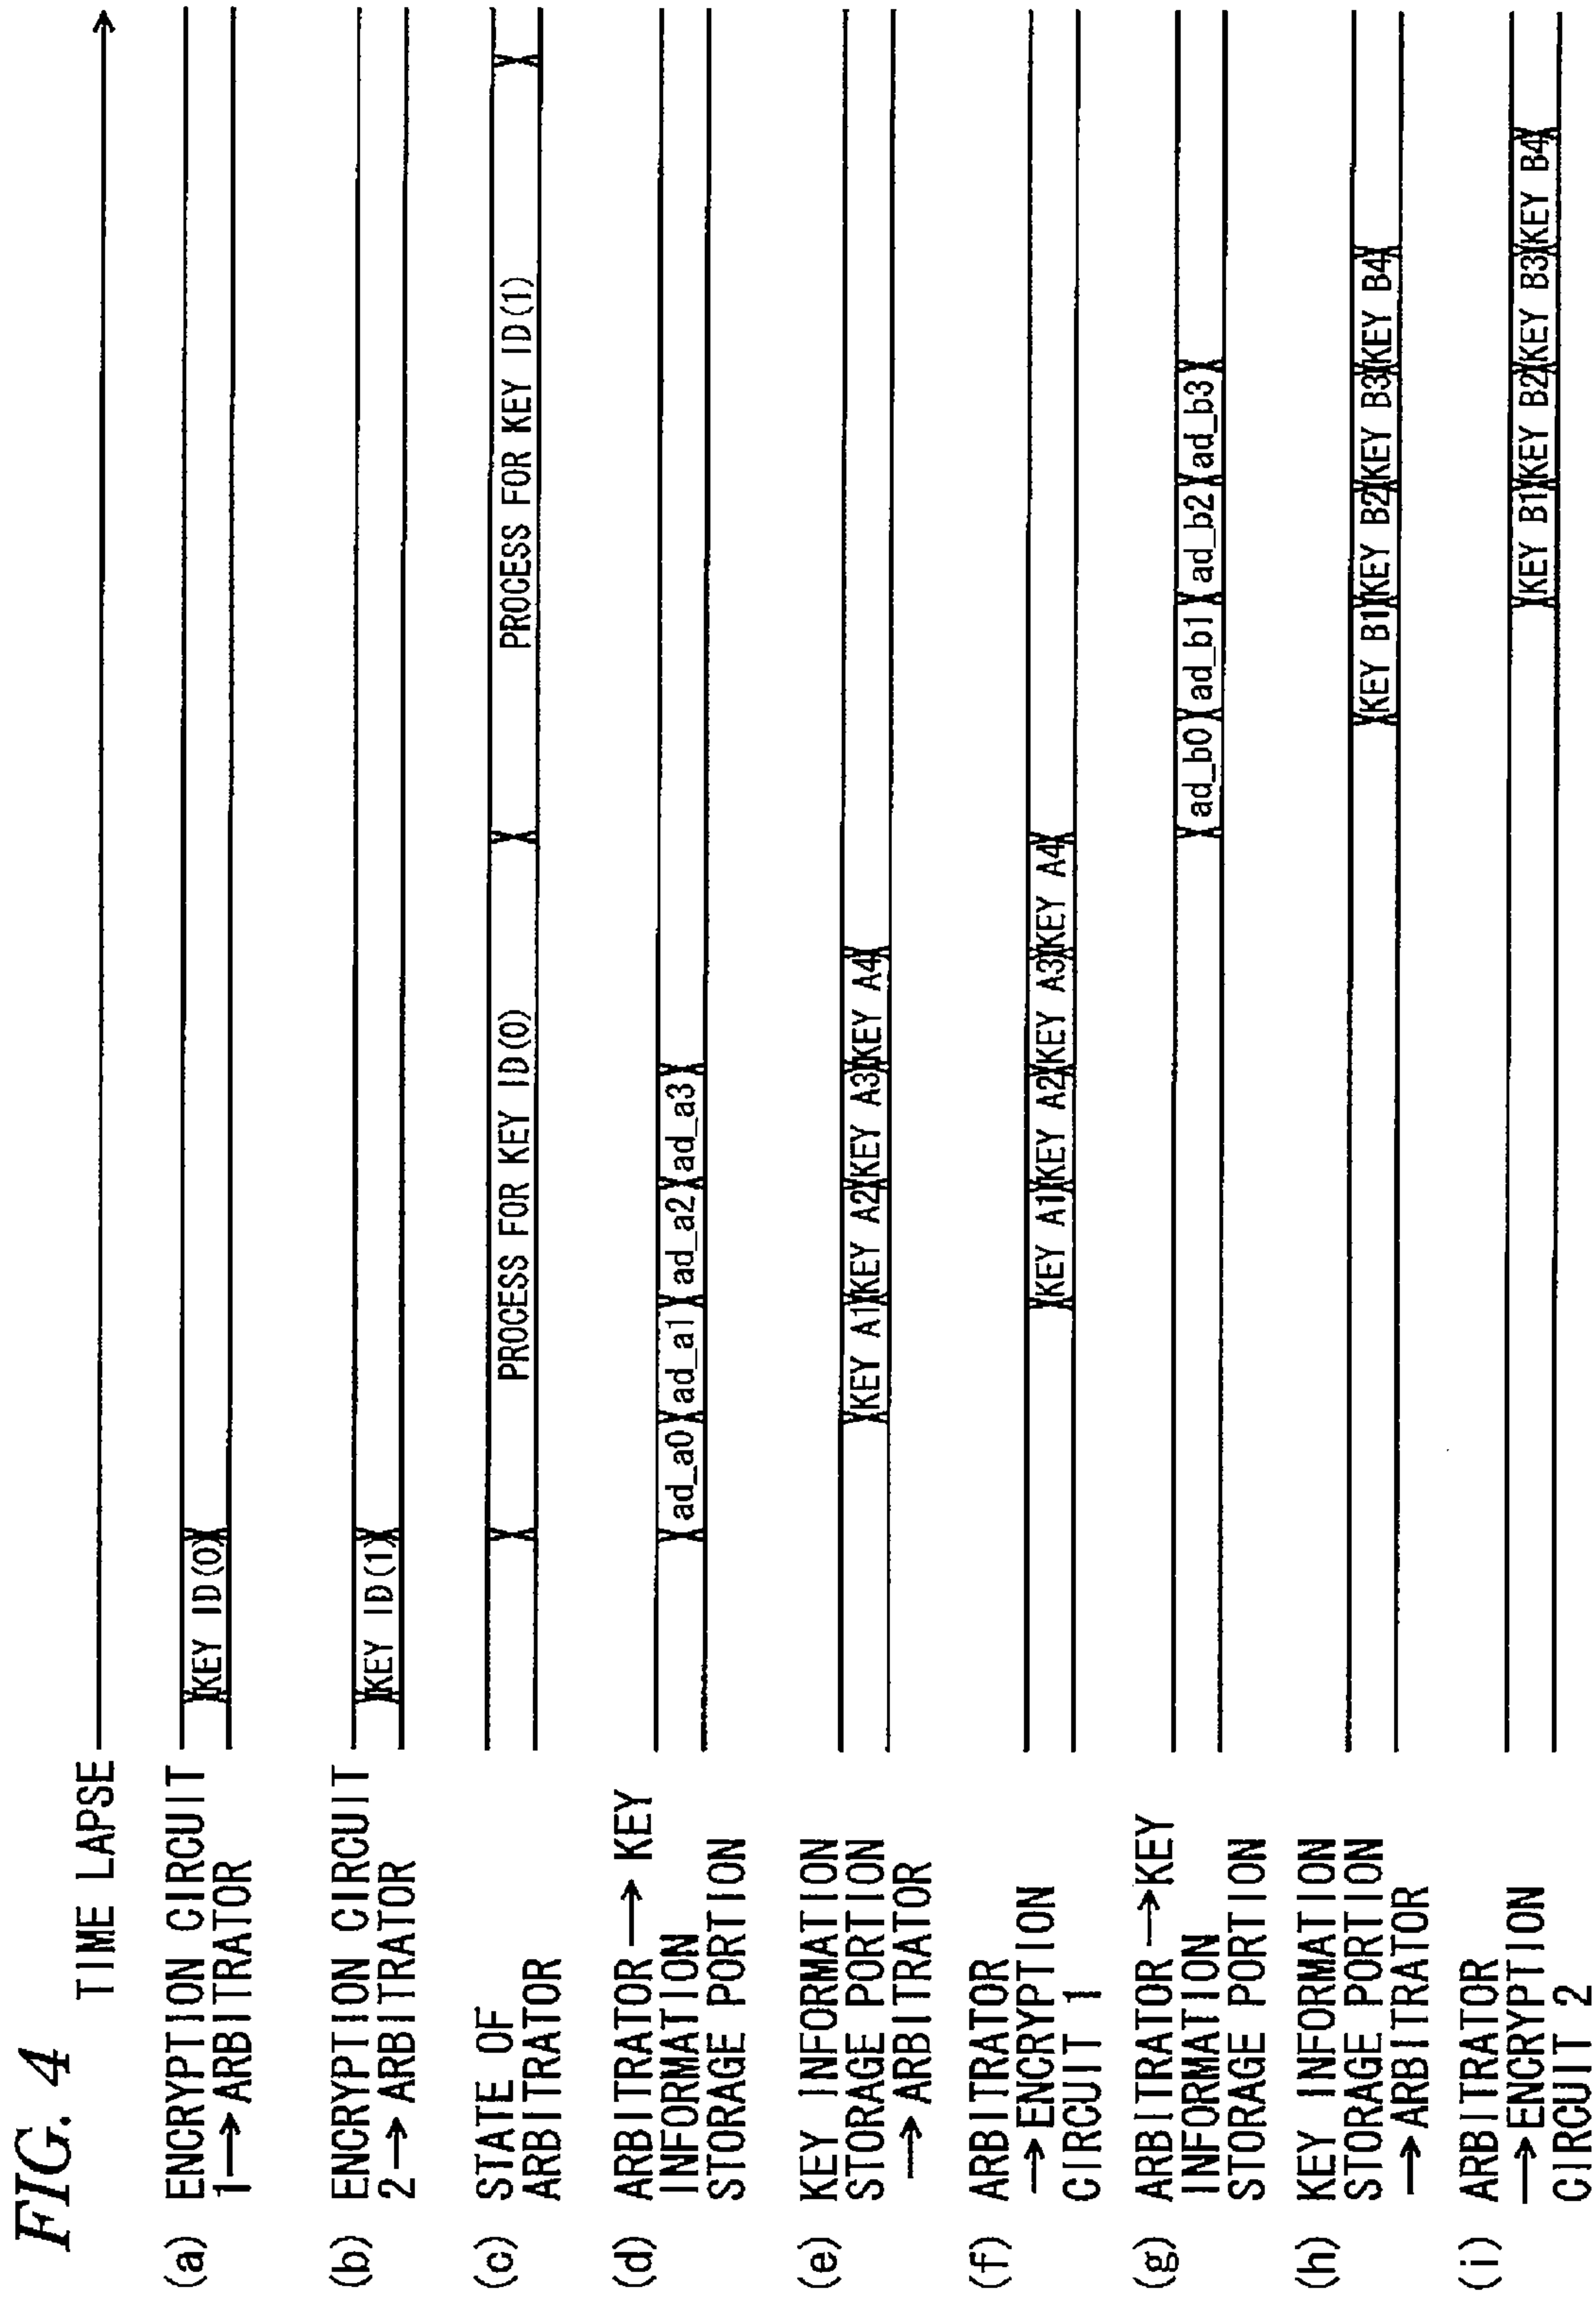 FIG. 4
TIME LAPSE
(a) ENCRYPTION CIRCUIT
1→ARBITRATOR
KEY ID(0)
(b) ENCRYPTION CIRCUIT
2→ARBITRATOR
KEY ID(1)
(c) STATE OF
ARBITRATOR
PROCESS FOR KEY ID(0) PROCESS FOR KEY ID(1)
(d) ARBITRATOR→KEY
INFORMATION
STORAGE PORTION
ad_a0 ad_a1 ad_a2 ad_a3
(e) KEY INFORMATION
STORAGE PORTION
→ARBITRATOR
KEY A1 KEY A2 KEY A3 KEY A4
(f) ARBITRATOR
→ENCRYPTION
CIRCUIT 1
KEY A1 KEY A2 KEY A3 KEY A4
(g) ARBITRATOR→KEY
INFORMATION
STORAGE PORTION
ad_b0 ad_b1 ad_b2 ad_b3
(h) KEY INFORMATION
STORAGE PORTION
→ARBITRATOR
KEY B1 KEY B2 KEY B3 KEY B4
(i) ARBITRATOR
→ENCRYPTION
CIRCUIT 2
KEY B1 KEY B2 KEY B3 KEY B4